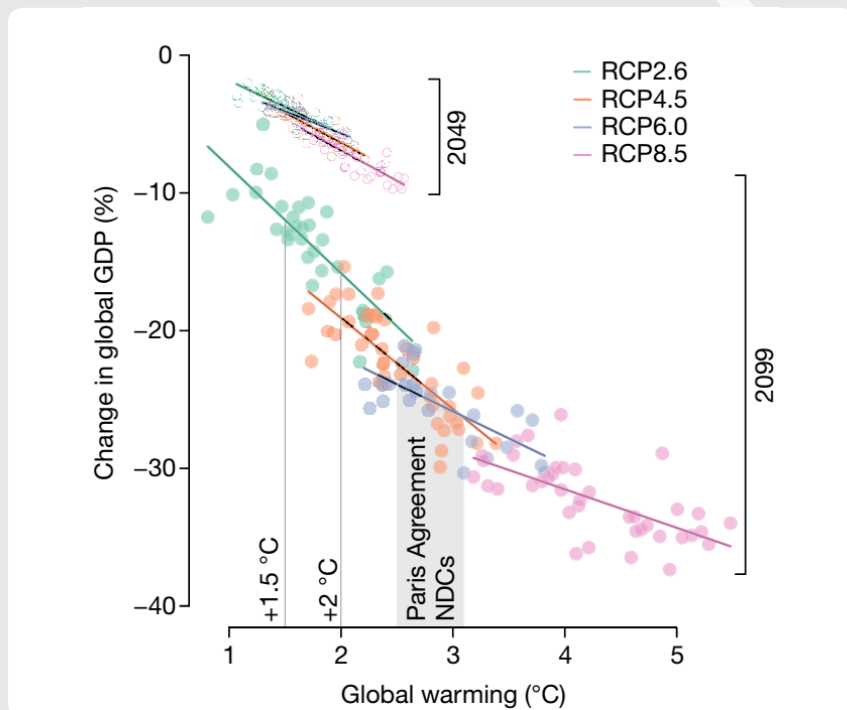 0
−10
−20
−30
−40
Change in global GDP (%)
RCP2.6
RCP4.5
RCP6.0
RCP8.5
2049
2099
+1.5 °C
+2 °C
Paris Agreement
NDCs
1
2
3
4
5
Global warming (°C)